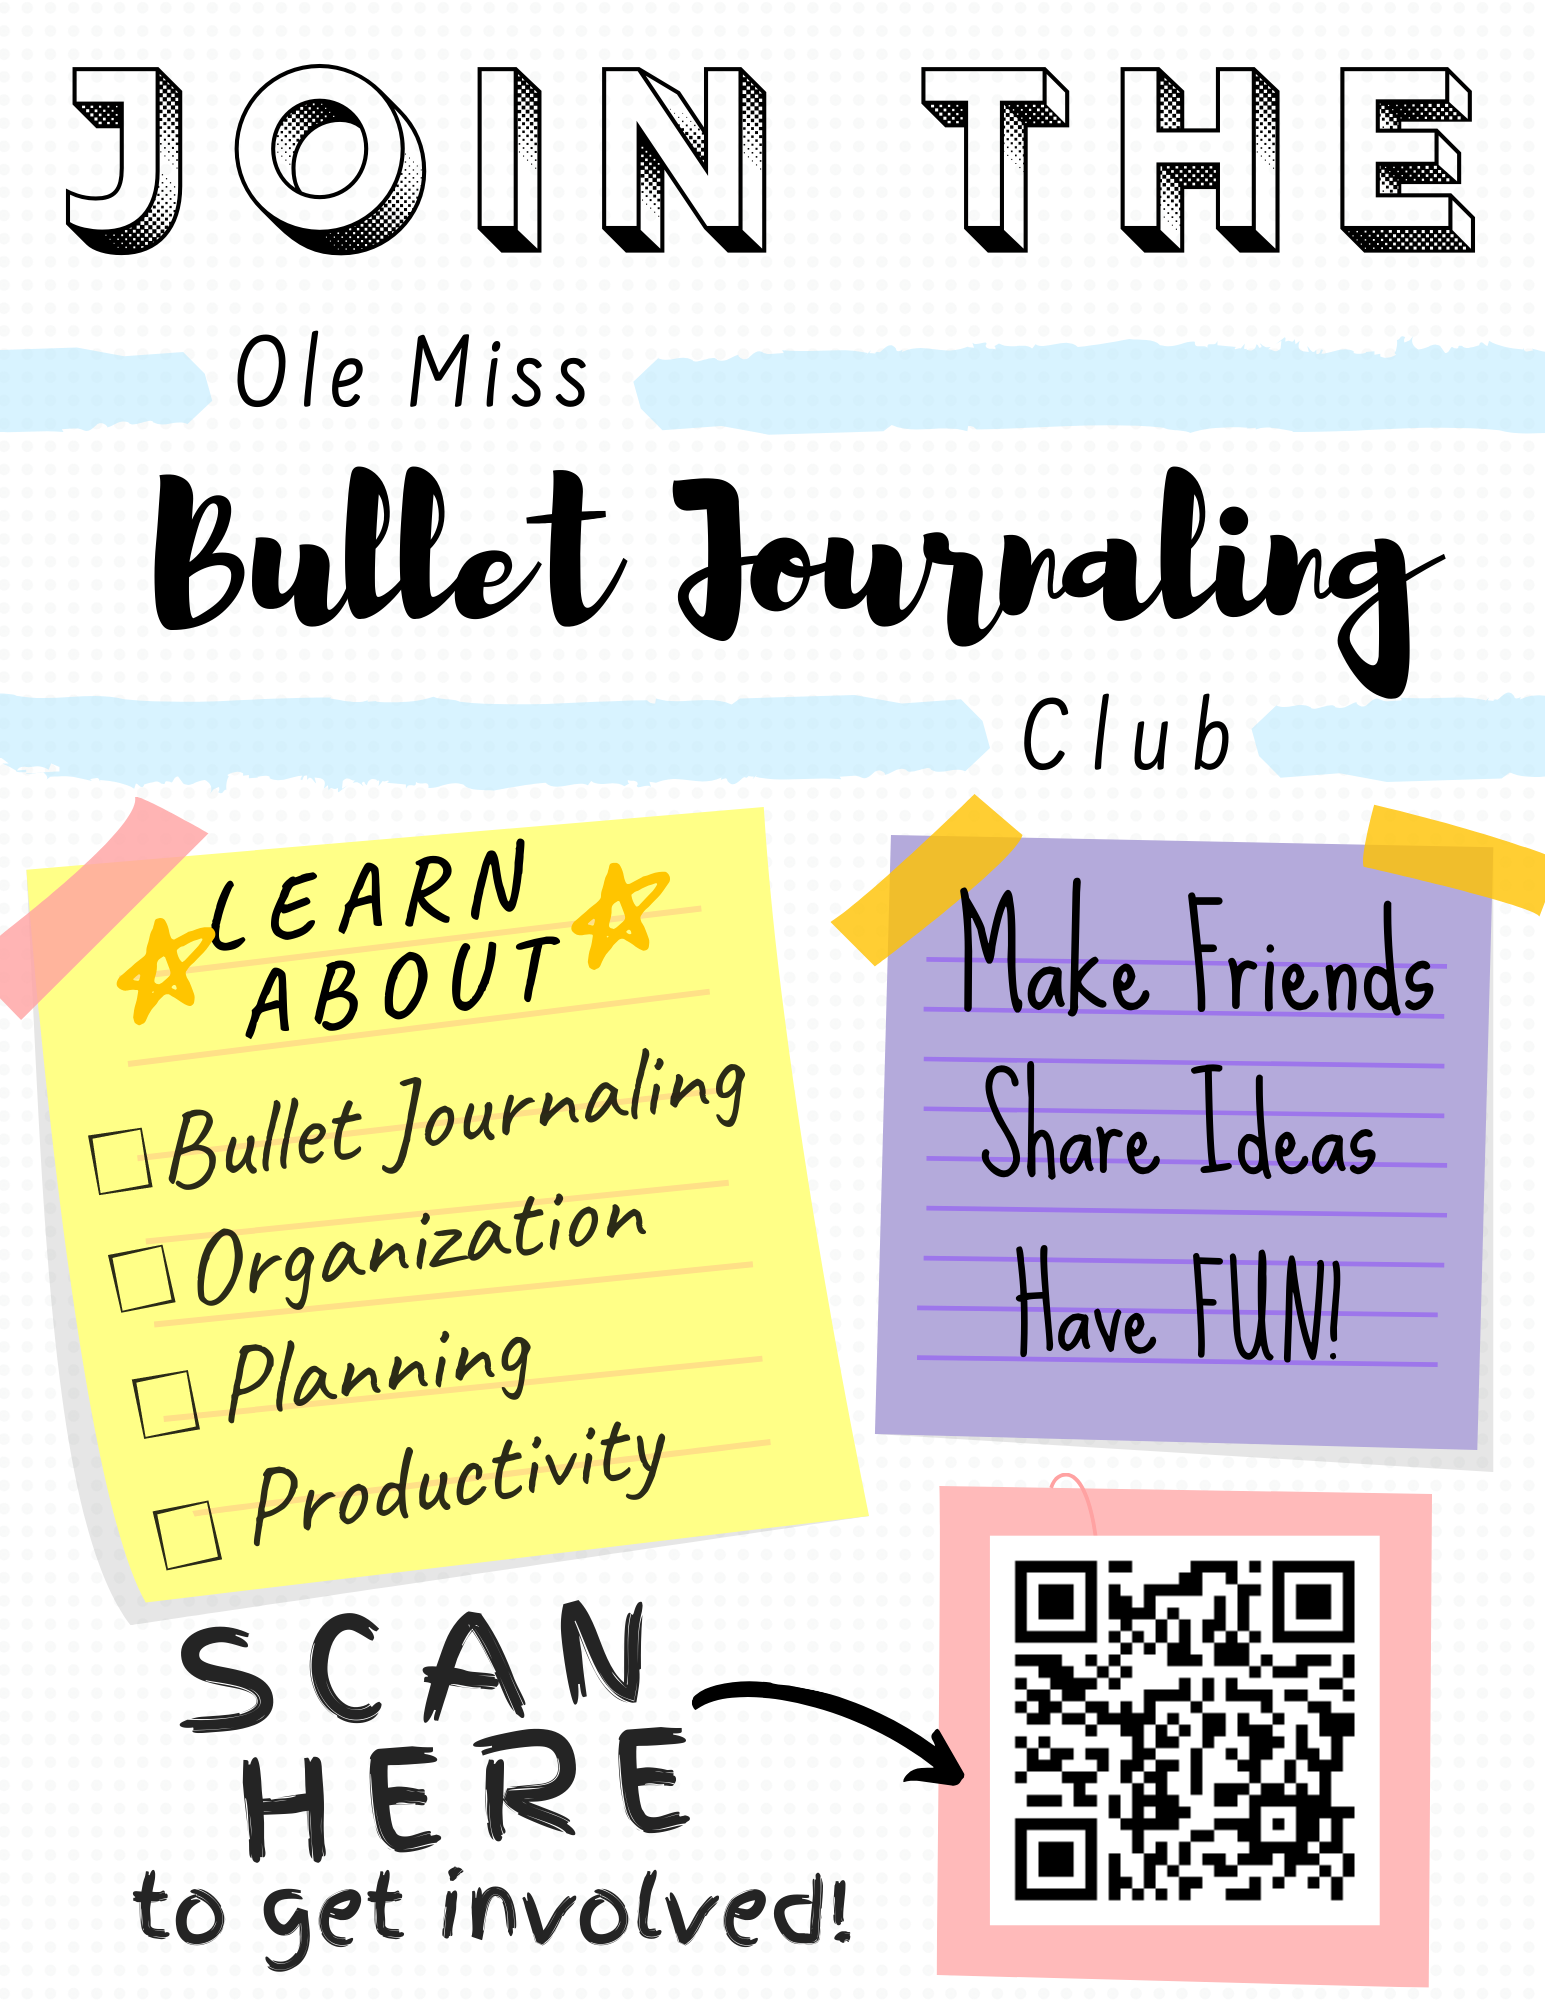 JOIN THE
Ole Miss
Bullet Journaling
Club
LEARN
ABOUT
Bullet Journaling
Organization
Planning
Productivity
Make Friends
Share Ideas
Have FUN!
SCAN
HERE
to get involved!